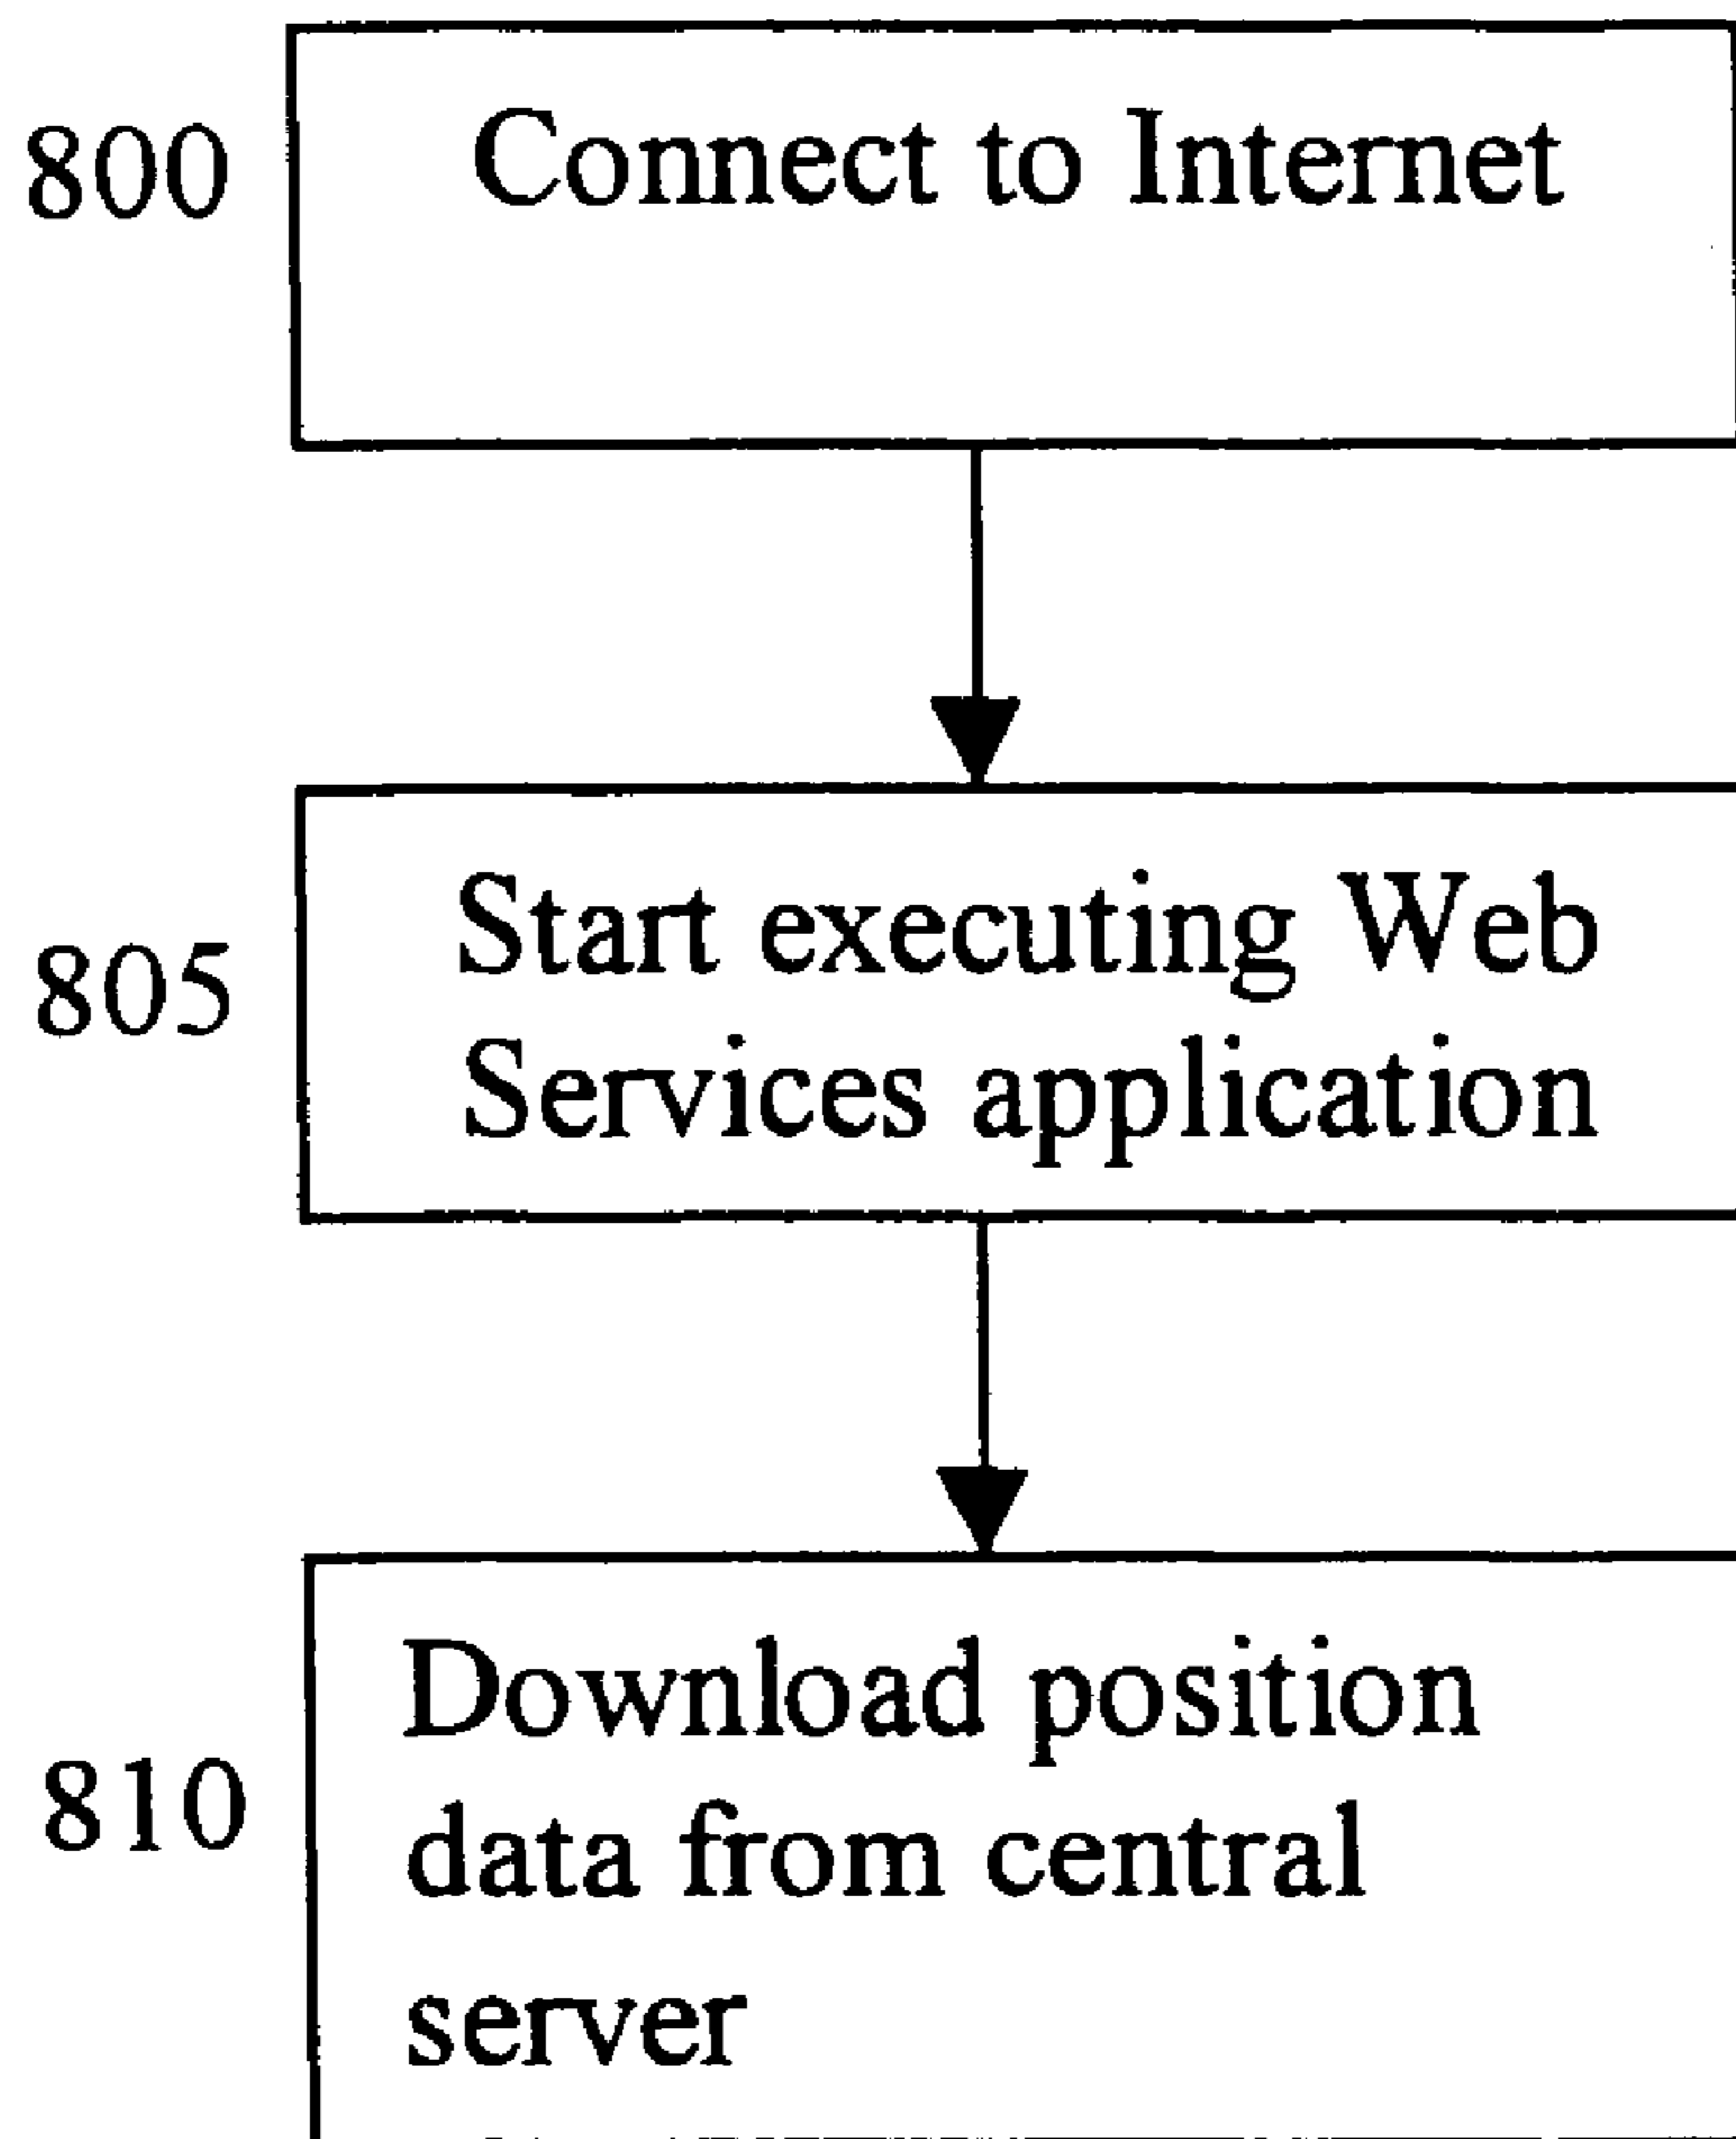 800
Connect to Internet
805
Start executing Web
Services application
810
Download position
data from central
server